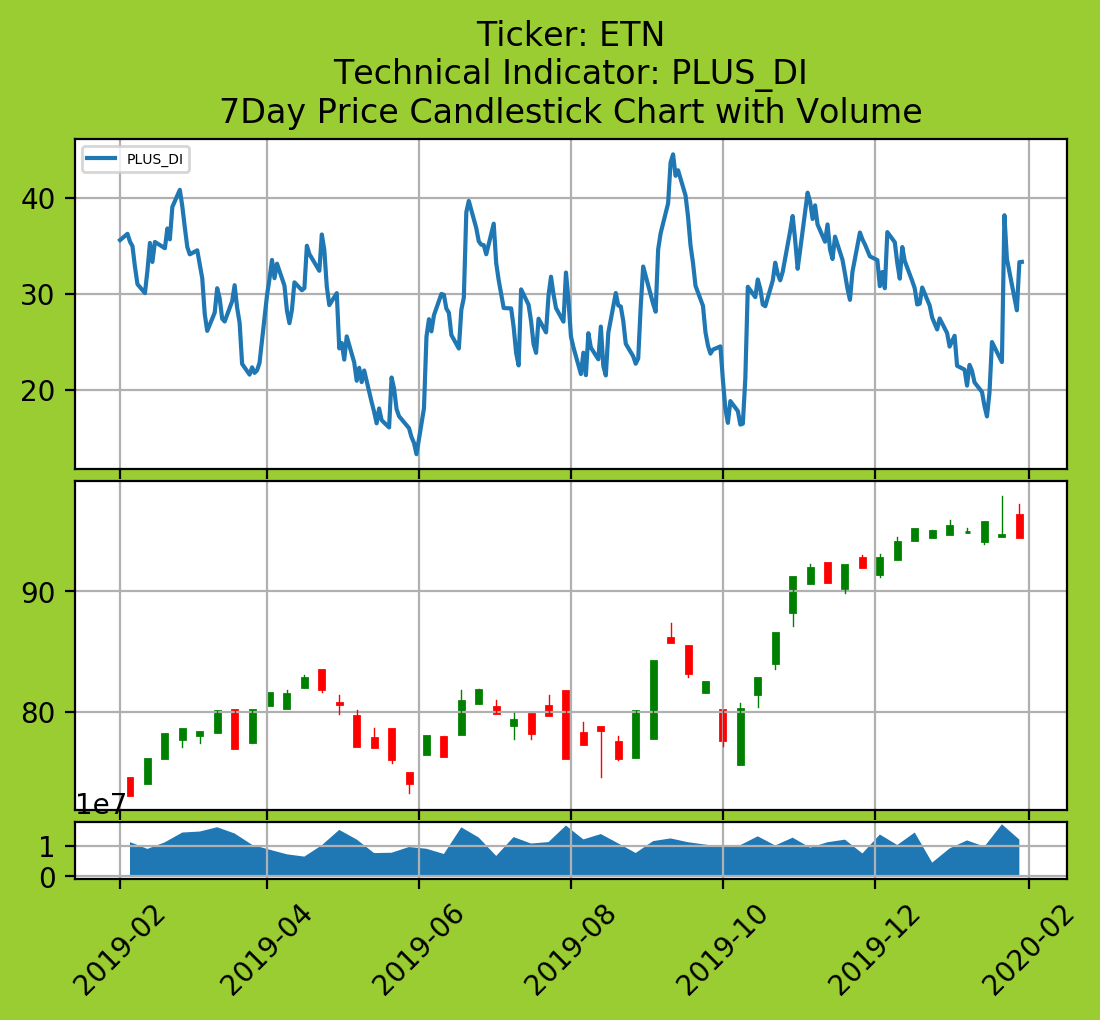 Ticker: ETN
Technical Indicator: PLUS_DI
7Day Price Candlestick Chart with Volume
PLUS_DI
40
30
20
90
80
1e7
1
0
2019-02
2019-04
2019-06
2019-08
2019-10
2019-12
2020-02